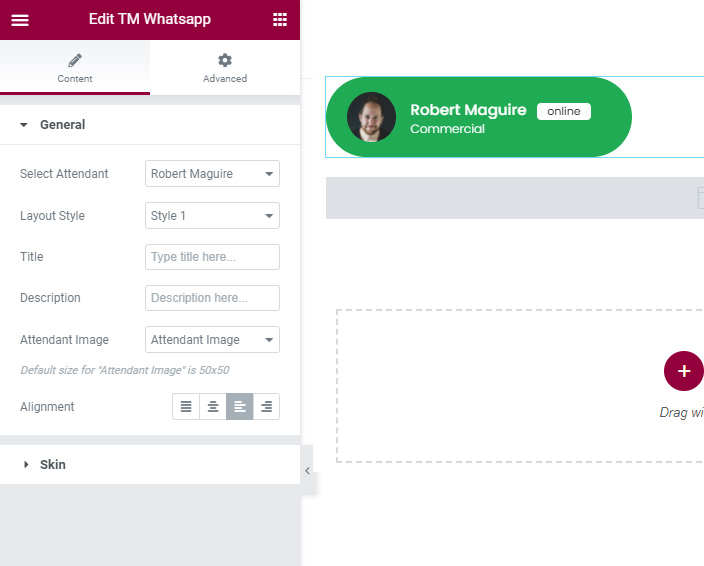 Edit TM Whatsapp
Content
Advanced
General
Select Attendant
Robert Maguire
Layout Style
Style 1
Title
Type title here...
Description
Description here...
Attendant Image
Attendant Image
Default size for "Attendant Image" is 50x50
Alignment
Skin
Robert Maguire
online
Commercial
Drag wi